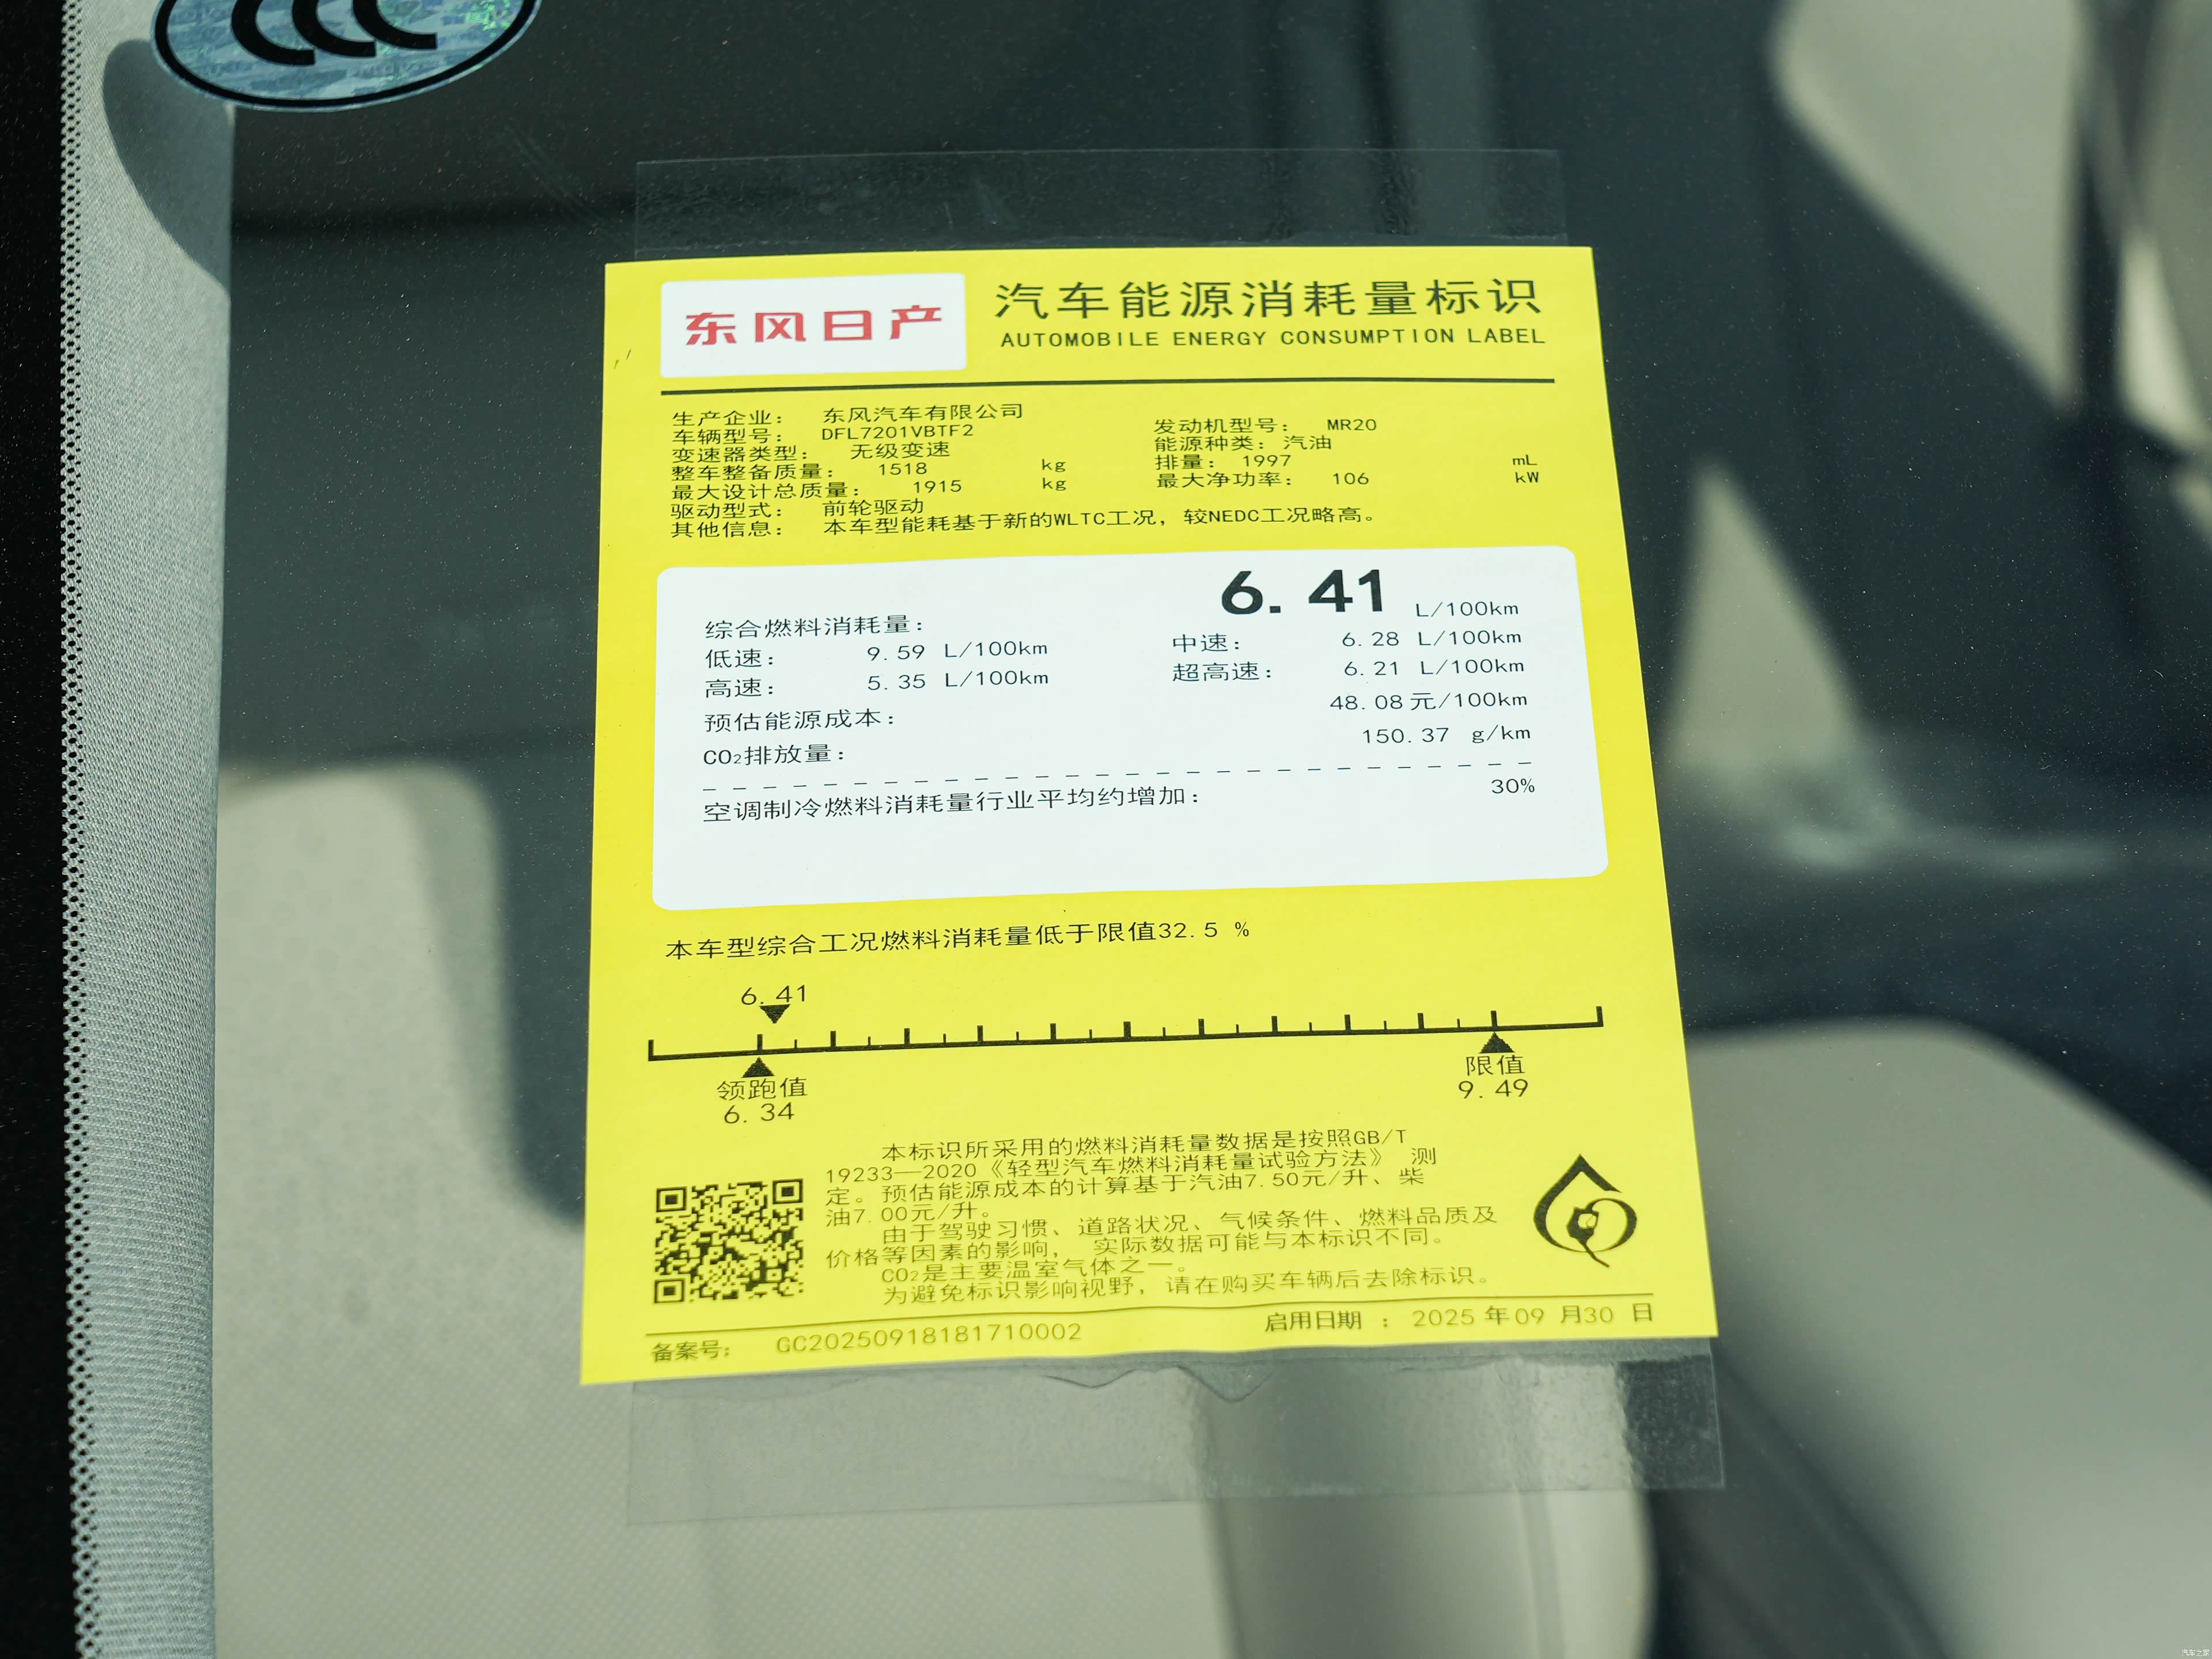 CCC
东风日产
汽车能源消耗量标识
AUTOMOBILE ENERGY CONSUMPTION LABEL
生产企业： 东风汽车有限公司
车辆型号： DFL7201VBTF2 发动机型号： MR20
变速器类型： 无级变速 能源种类：汽油
整车整备质量： 1518 kg 排量： 1997 mL
最大设计总质量： 1915 kg 最大净功率： 106 kW
驱动型式： 前轮驱动
其他信息： 本车型能耗基于新的WLTC工况，较NEDC工况略高。
综合燃料消耗量： 6.41 L/100km
低速： 9.59 L/100km 中速： 6.28 L/100km
高速： 5.35 L/100km 超高速： 6.21 L/100km
预估能源成本： 48.08元/100km
CO₂排放量： 150.37 g/km
空调制冷燃料消耗量行业平均约增加： 30%
本车型综合工况燃料消耗量低于限值32.5 %
6.41
领跑值 限值
6.34 9.49
本标识所采用的燃料消耗量数据是按照GB/T
19233—2020《轻型汽车燃料消耗量试验方法》 测
定。预估能源成本的计算基于汽油7.50元/升、柴
油7.00元/升。
由于驾驶习惯、道路状况、气候条件、燃料品质及
价格等因素的影响， 实际数据可能与本标识不同。
CO₂是主要温室气体之一。
为避免标识影响视野，请在购买车辆后去除标识。
备案号： GC20250918181710002 启用日期 ： 2025 年09 月30 日
汽车之家